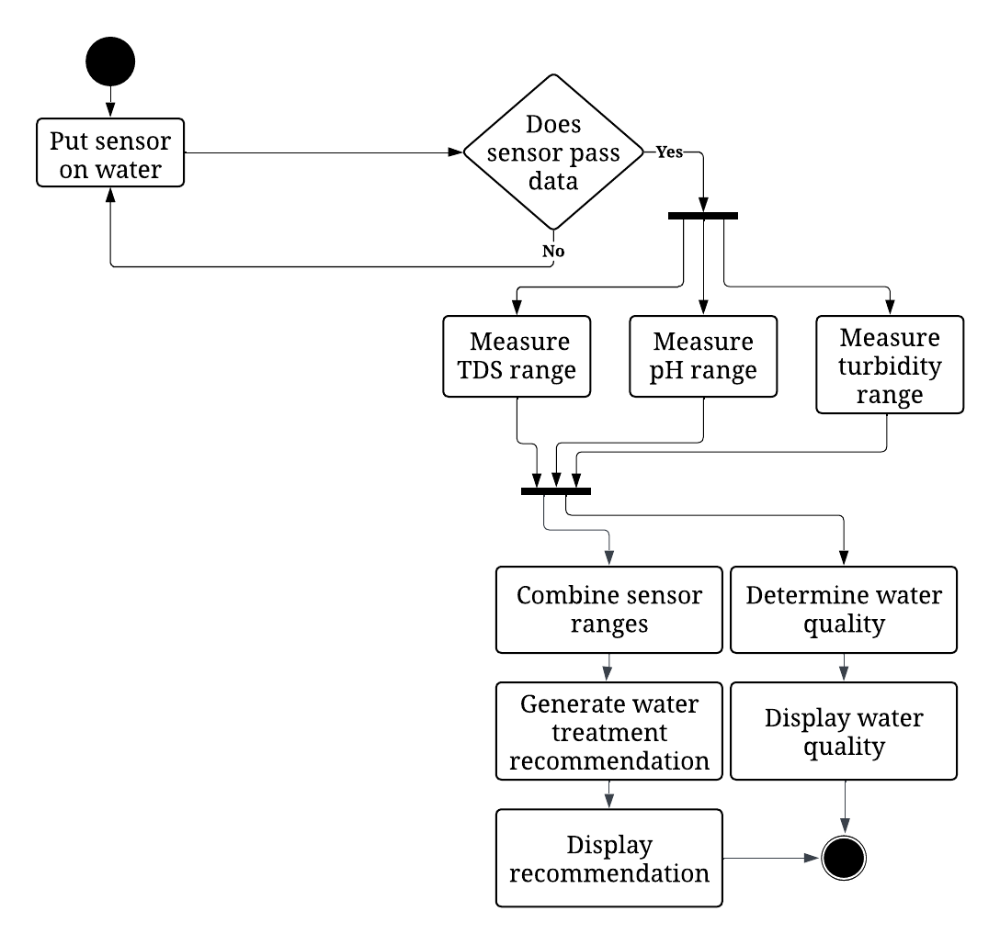 Put sensor
on water
Does
sensor pass
data
Yes
No
Measure
TDS range
Measure
pH range
Measure
turbidity
range
Combine sensor
ranges
Determine water
quality
Generate water
treatment
recommendation
Display water
quality
Display
recommendation